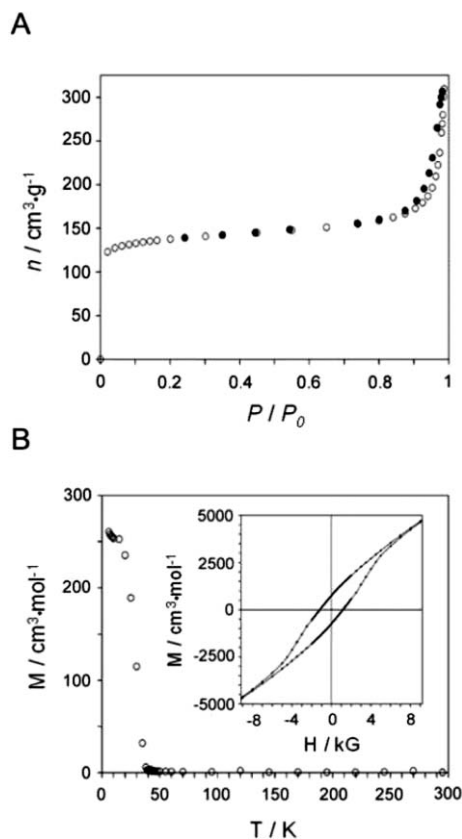 A
n / cm³•g⁻¹
300
250
200
150
100
50
0
0 0.2 0.4 0.6 0.8 1
P / P₀
B
M / cm³•mol⁻¹
300
200
100
0
0 50 100 150 200 250 300
T / K
M / cm³•mol⁻¹
5000
2500
0
-2500
-5000
-8 -4 0 4 8
H / kG